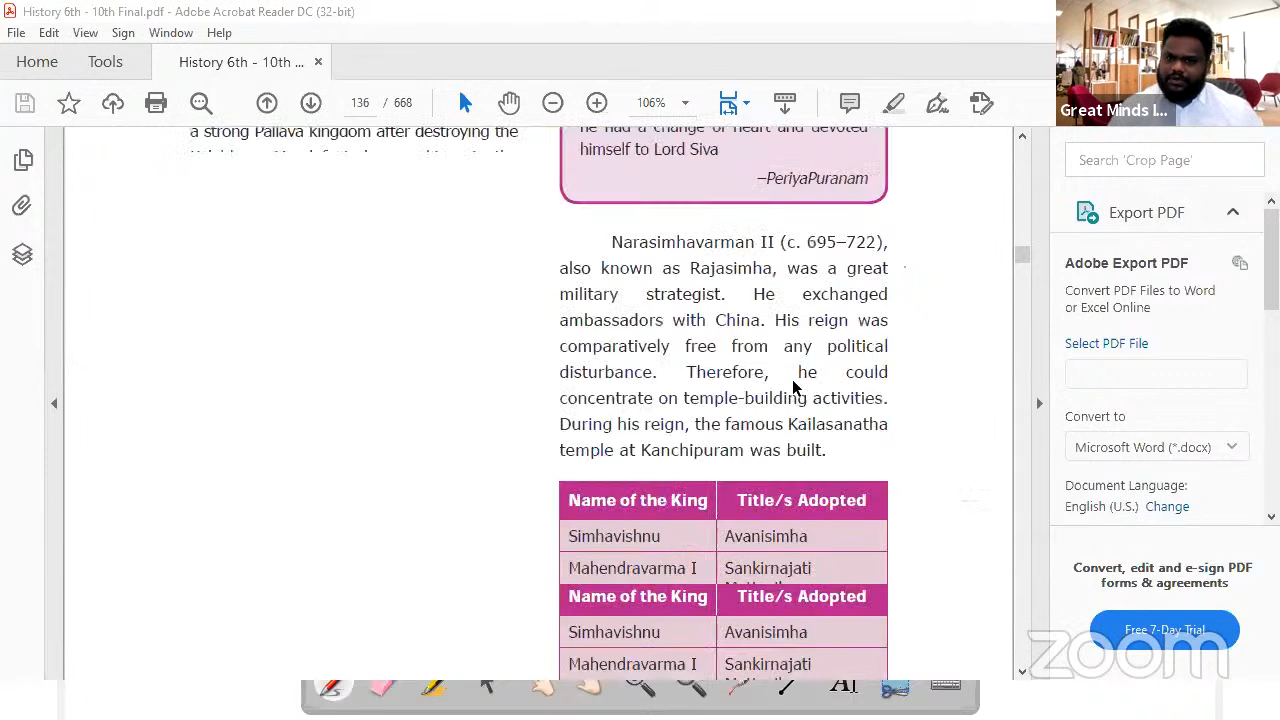 History 6th - 10th Final.pdf - Adobe Acrobat Reader DC (32-bit)
File Edit View Sign Window Help
Home Tools History 6th - 10th ... ×
136 / 668 106%
Great Minds I...
a strong Pallava kingdom after destroying the
he had a change of heart and devoted
himself to Lord Siva
–PeriyaPuranam
Narasimhavarman II (c. 695–722),
also known as Rajasimha, was a great
military strategist. He exchanged
ambassadors with China. His reign was
comparatively free from any political
disturbance. Therefore, he could
concentrate on temple-building activities.
During his reign, the famous Kailasanatha
temple at Kanchipuram was built.
Name of the King Title/s Adopted
Simhavishnu Avanisimha
Mahendravarma I Sankirnajati
Name of the King Title/s Adopted
Simhavishnu Avanisimha
Mahendravarma I Sankirnajati
Search 'Crop Page'
Export PDF
Adobe Export PDF
Convert PDF Files to Word
or Excel Online
Select PDF File
Convert to
Microsoft Word (*.docx)
Document Language:
English (U.S.) Change
Convert, edit and e-sign PDF
forms & agreements
Free 7-Day Trial
zoom